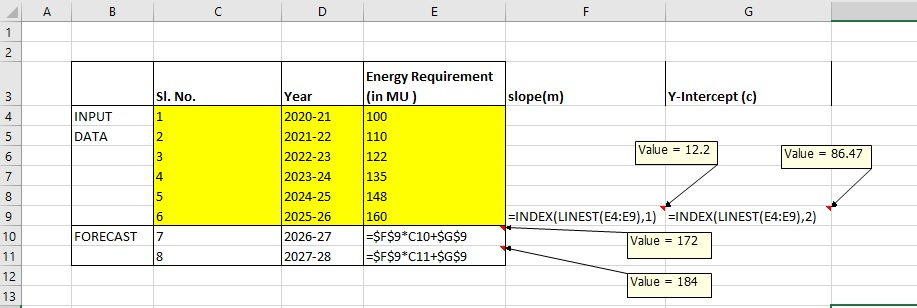 A B C D E F G
1
2
Energy Requirement
3 Sl. No. Year (in MU ) slope(m) Y-Intercept (c)
4 INPUT 1 2020-21 100
5 DATA 2 2021-22 110
6 3 2022-23 122 Value = 12.2 Value = 86.47
7 4 2023-24 135
8 5 2024-25 148
9 6 2025-26 160 =INDEX(LINEST(E4:E9),1) =INDEX(LINEST(E4:E9),2)
10 FORECAST 7 2026-27 =$F$9*C10+$G$9 Value = 172
11 8 2027-28 =$F$9*C11+$G$9
12 Value = 184
13